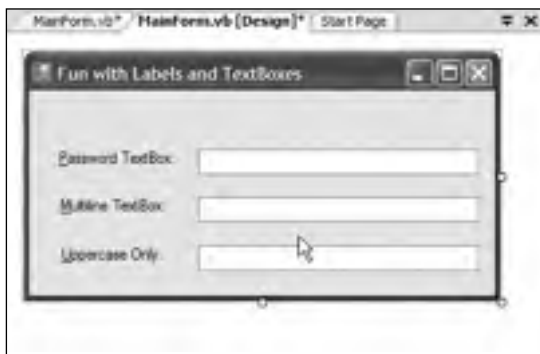 MainForm.vb* MainForm.vb [Design]* Start Page
Fun with Labels and TextBoxes
Password TextBox:
Multiline TextBox:
Uppercase Only: